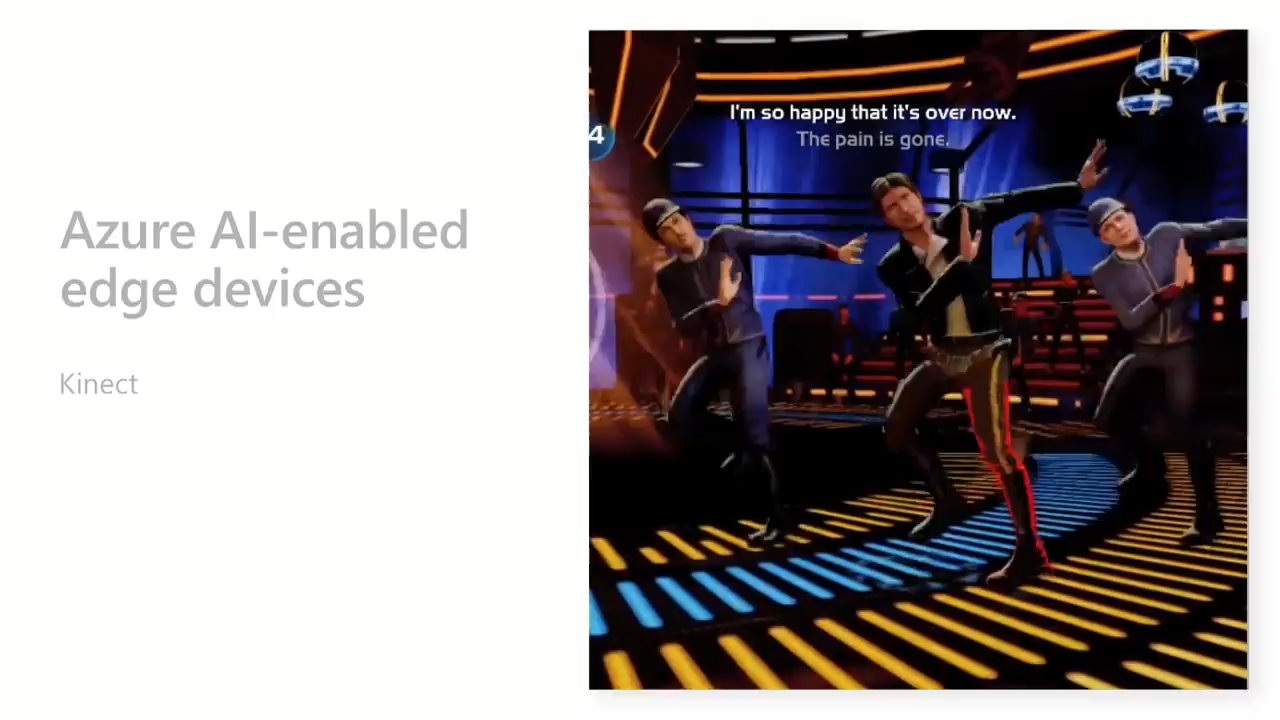 Azure AI-enabled
edge devices
Kinect
4
I'm so happy that it's over now.
The pain is gone.